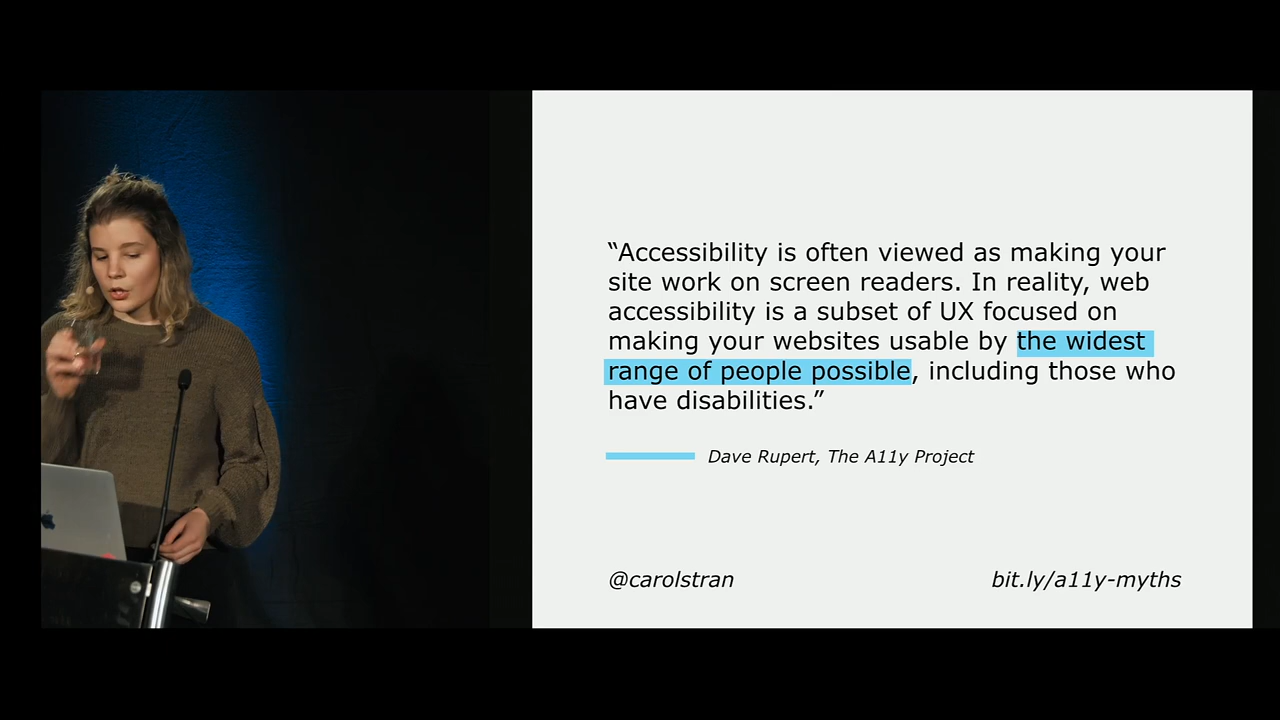 “Accessibility is often viewed as making your
site work on screen readers. In reality, web
accessibility is a subset of UX focused on
making your websites usable by the widest
range of people possible, including those who
have disabilities.”
Dave Rupert, The A11y Project
@carolstran
bit.ly/a11y-myths